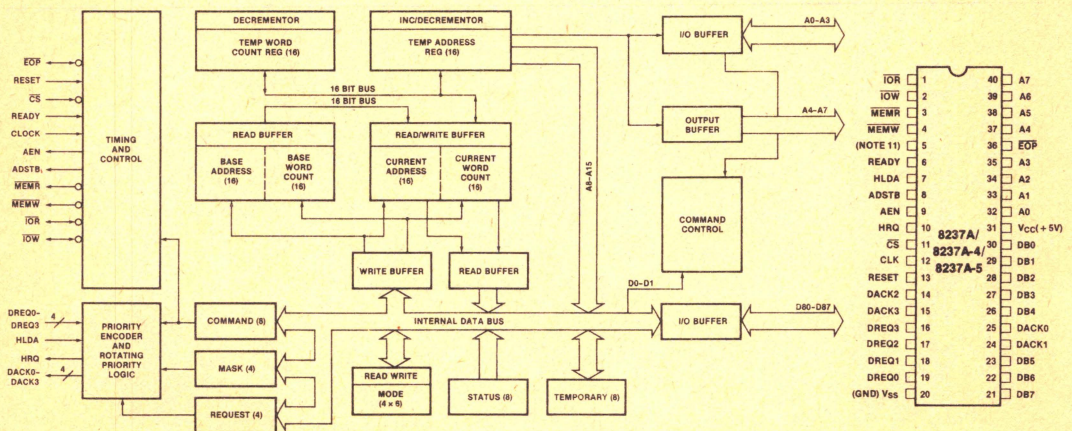 DECREMENTOR
TEMP WORD
COUNT REG (16)
INC/DECREMENTOR
TEMP ADDRESS
REG (16)
I/O BUFFER
A0–A3
16 BIT BUS
16 BIT BUS
READ BUFFER
BASE
ADDRESS
(16)
BASE
WORD
COUNT
(16)
READ/WRITE BUFFER
CURRENT
ADDRESS
(16)
CURRENT
WORD
COUNT
(16)
OUTPUT
BUFFER
A4–A7
A8–A15
COMMAND
CONTROL
WRITE BUFFER
READ BUFFER
D0–D1
INTERNAL DATA BUS
I/O BUFFER
D80–D87
EOP
RESET
CS
READY
CLOCK
AEN
ADSTB
MEMR
MEMW
IOR
IOW
TIMING
AND
CONTROL
DREQ0–
DREQ3
4
HLDA
HRQ
DACK0–
DACK3
4
PRIORITY
ENCODER
AND
ROTATING
PRIORITY
LOGIC
COMMAND (8)
MASK (4)
REQUEST (4)
READ WRITE
MODE
(4 × 6)
STATUS (8)
TEMPORARY (8)
IOR 1 40 A7
IOW 2 39 A6
MEMR 3 38 A5
MEMW 4 37 A4
(NOTE 11) 5 36 EOP
READY 6 35 A3
HLDA 7 34 A2
ADSTB 8 33 A1
AEN 9 32 A0
HRQ 10 31 VCC(+5V)
8237A/
8237A-4/
8237A-5
CS 11 30 DB0
CLK 12 29 DB1
RESET 13 28 DB2
DACK2 14 27 DB3
DACK3 15 26 DB4
DREQ3 16 25 DACK0
DREQ2 17 24 DACK1
DREQ1 18 23 DB5
DREQ0 19 22 DB6
(GND) VSS 20 21 DB7